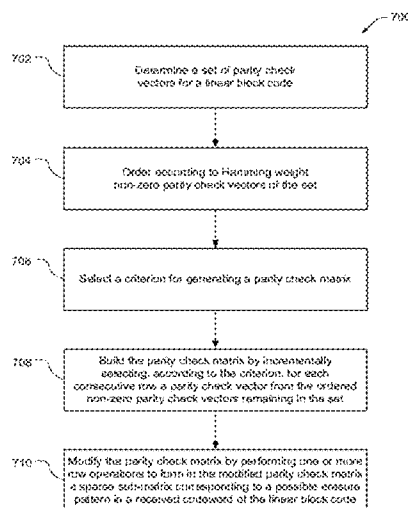 700
702
Determine a set of parity check
vectors for a linear block code
704
Order according to Hamming weight
non-zero parity check vectors of the set
706
Select a criterion for generating a parity check matrix
708
Build the parity check matrix by incrementally
selecting, according to the criterion, for each
consecutive row a parity check vector from the ordered
non-zero parity check vectors remaining in the set
710
Modify the parity check matrix by performing one or more
row operations to form in the modified parity check matrix
a sparse sub-matrix corresponding to a possible erasure
pattern in a received codeword of the linear block code